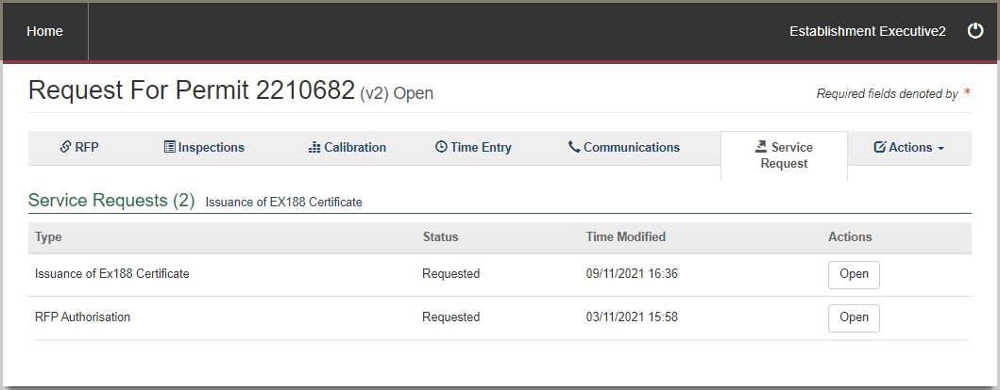 Home
Establishment Executive2
Request For Permit 2210682 (v2) Open
Required fields denoted by *
RFP
Inspections
Calibration
Time Entry
Communications
Service
Request
Actions
Service Requests (2) Issuance of EX188 Certificate
Type Status Time Modified Actions
Issuance of Ex188 Certificate Requested 09/11/2021 16:36 Open
RFP Authorisation Requested 03/11/2021 15:58 Open